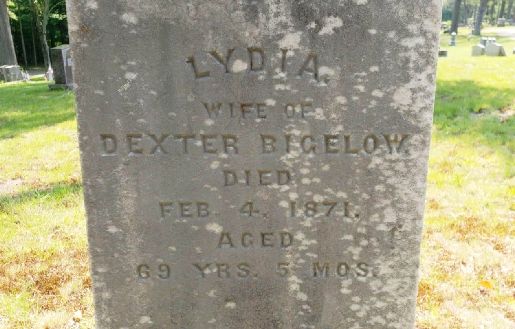 LYDIA,
WIFE OF
DEXTER BIGELOW,
DIED
FEB. 4, 1871.
AGED
69 YRS. 5 MOS.